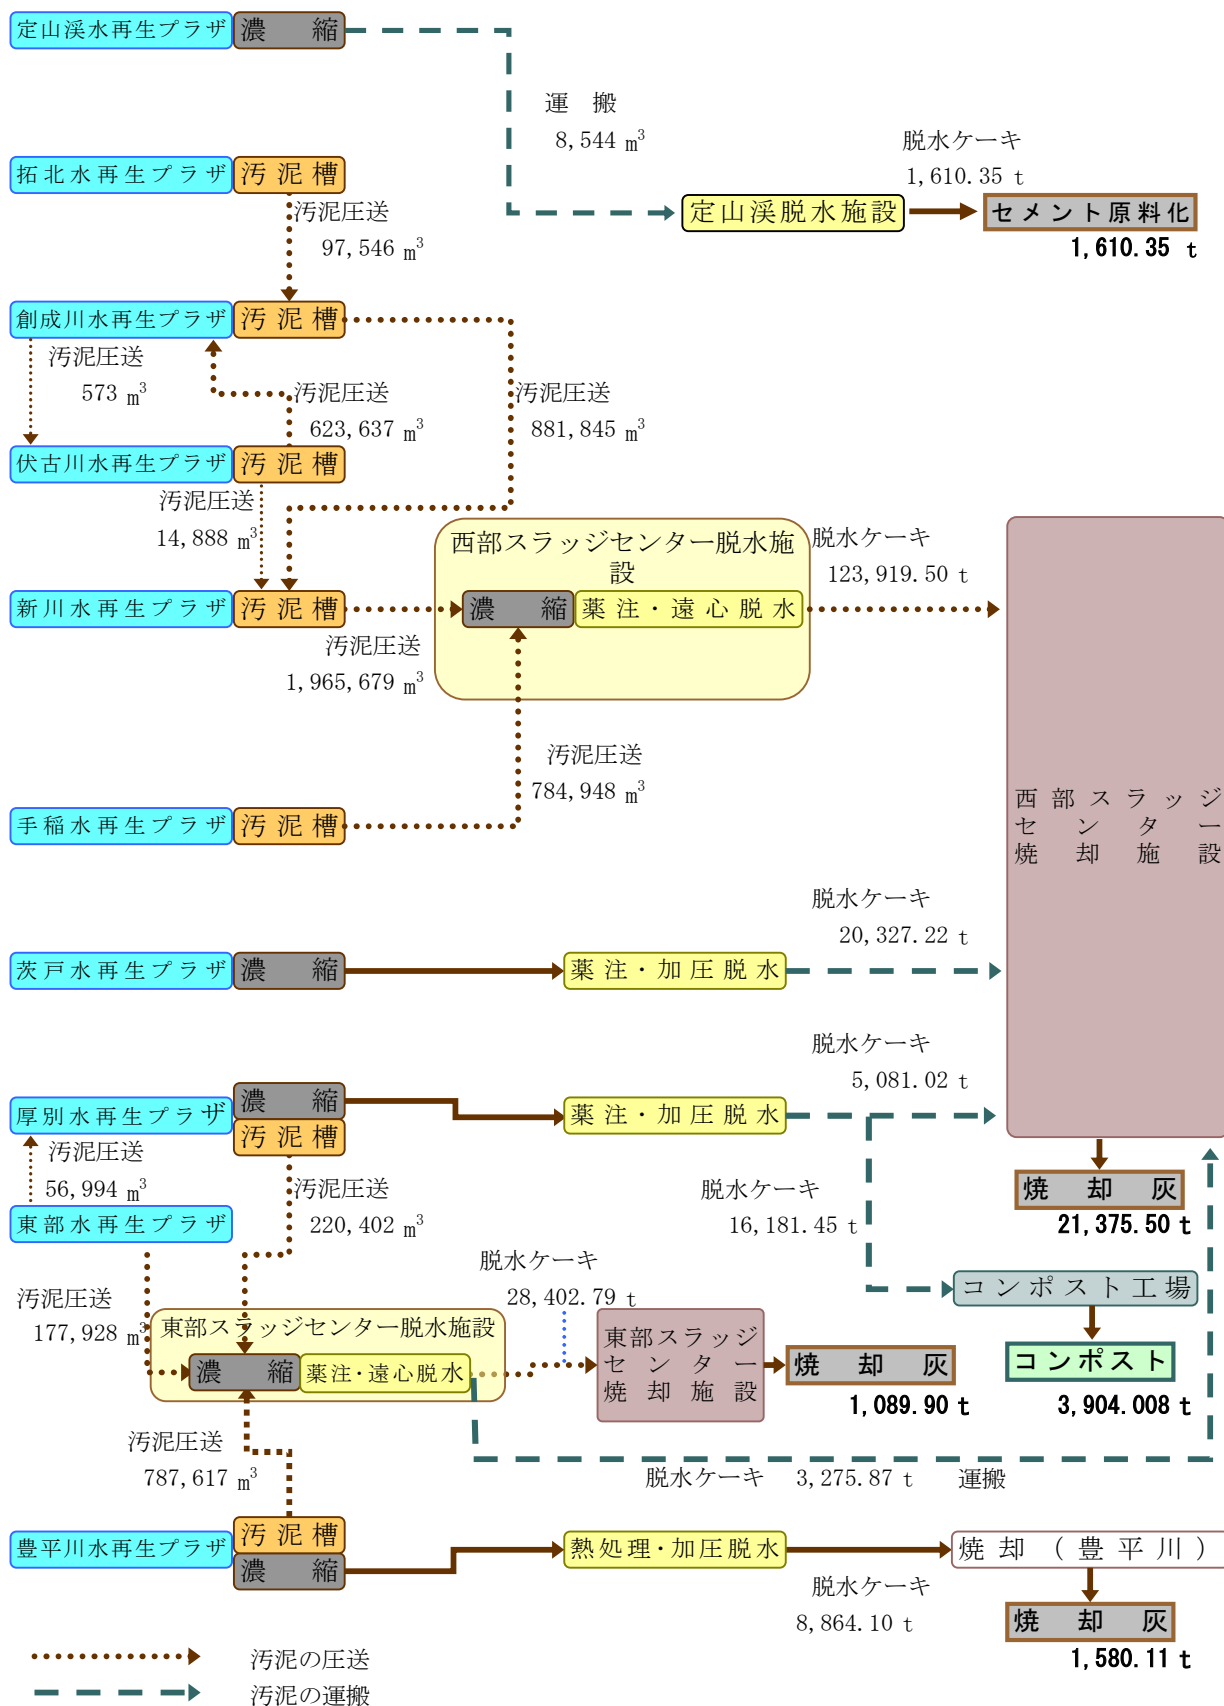 定山渓水再生プラザ
濃　縮
運　搬
8,544 m³
脱水ケーキ
1,610.35 t
拓北水再生プラザ
汚泥槽
定山渓脱水施設
セメント原料化
1,610.35 t
汚泥圧送
97,546 m³
創成川水再生プラザ
汚泥槽
汚泥圧送
573 m³
汚泥圧送
623,637 m³
汚泥圧送
881,845 m³
伏古川水再生プラザ
汚泥槽
汚泥圧送
14,888 m³
西部スラッジセンター脱水施
設
脱水ケーキ
123,919.50 t
新川水再生プラザ
汚泥槽
濃　縮
薬注・遠心脱水
汚泥圧送
1,965,679 m³
汚泥圧送
784,948 m³
手稲水再生プラザ
汚泥槽
西部スラッジ
センター
焼却施設
脱水ケーキ
20,327.22 t
茨戸水再生プラザ
濃　縮
薬注・加圧脱水
脱水ケーキ
5,081.02 t
厚別水再生プラザ
濃　縮
汚泥槽
薬注・加圧脱水
汚泥圧送
56,994 m³
汚泥圧送
220,402 m³
脱水ケーキ
16,181.45 t
焼　却　灰
21,375.50 t
東部水再生プラザ
脱水ケーキ
28,402.79 t
コンポスト工場
汚泥圧送
177,928 m³
東部スラッジセンター脱水施設
濃　縮
薬注・遠心脱水
東部スラッジ
センター
焼却施設
焼　却　灰
1,089.90 t
コンポスト
3,904.008 t
汚泥圧送
787,617 m³
脱水ケーキ　3,275.87 t　運搬
豊平川水再生プラザ
汚泥槽
濃　縮
熱処理・加圧脱水
焼却（豊平川）
脱水ケーキ
8,864.10 t
焼　却　灰
1,580.11 t
汚泥の圧送
汚泥の運搬